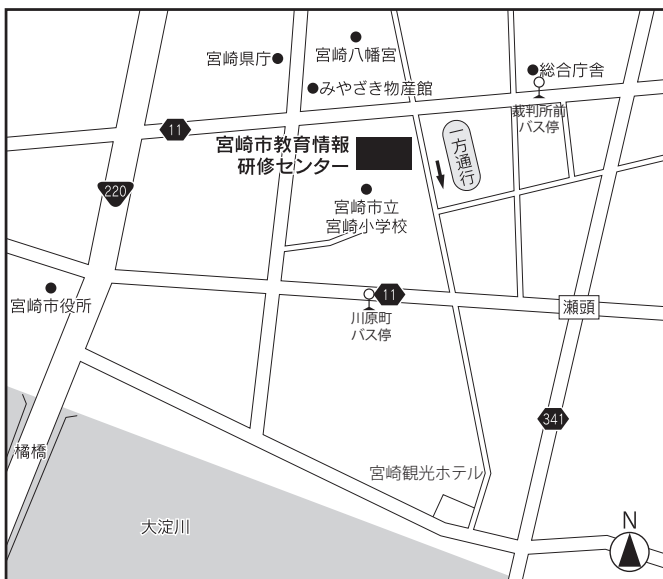 宮崎八幡宮
宮崎県庁
総合庁舎
みやざき物産館
裁判所前
バス停
11
宮崎市教育情報
研修センター
一方通行
220
宮崎市立
宮崎小学校
11
宮崎市役所
瀬頭
川原町
バス停
341
橘橋
宮崎観光ホテル
大淀川
N